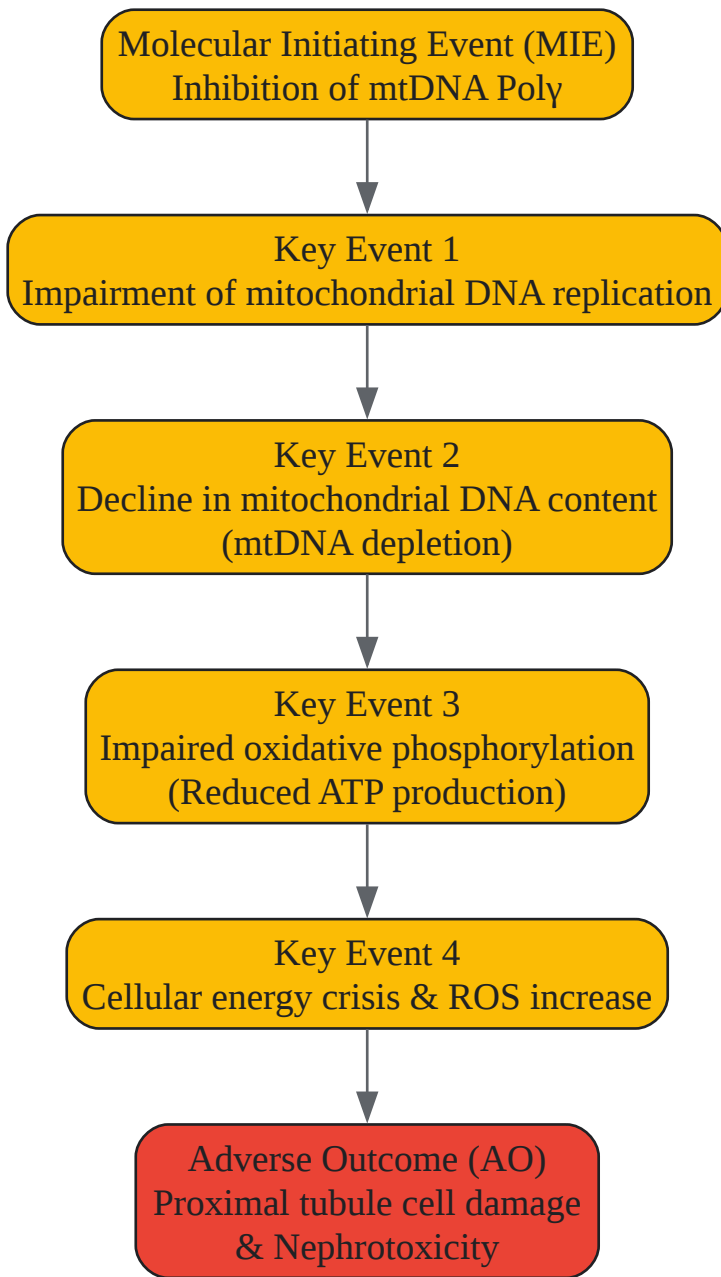 Molecular Initiating Event (MIE)
Inhibition of mtDNA Polγ
Key Event 1
Impairment of mitochondrial DNA replication
Key Event 2
Decline in mitochondrial DNA content
(mtDNA depletion)
Key Event 3
Impaired oxidative phosphorylation
(Reduced ATP production)
Key Event 4
Cellular energy crisis & ROS increase
Adverse Outcome (AO)
Proximal tubule cell damage
& Nephrotoxicity